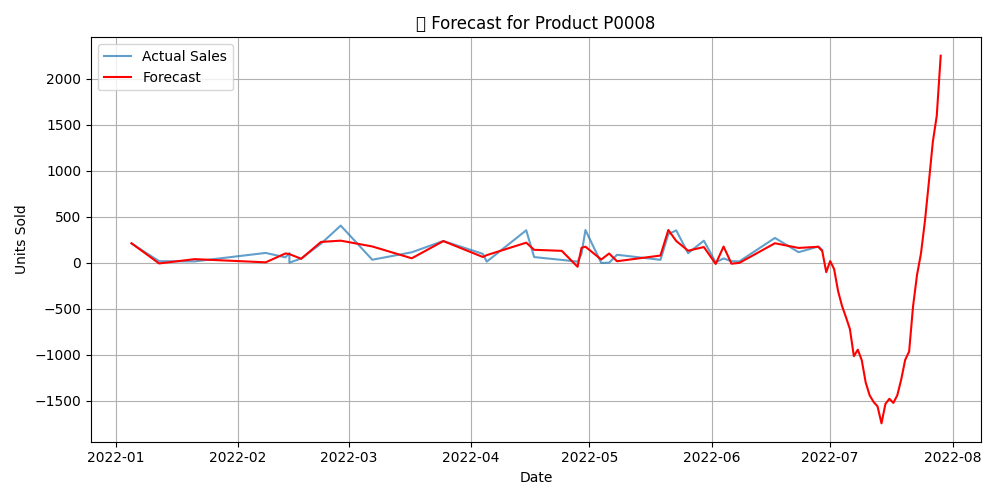 Forecast for Product P0008
Actual Sales
Forecast
Units Sold
2000
1500
1000
500
0
−500
−1000
−1500
2022-01 2022-02 2022-03 2022-04 2022-05 2022-06 2022-07 2022-08
Date